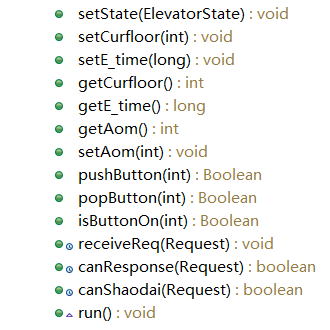 setState(ElevatorState) : void
setCurfloor(int) : void
setE_time(long) : void
getCurfloor() : int
getE_time() : long
getAom() : int
setAom(int) : void
pushButton(int) : Boolean
popButton(int) : Boolean
isButtonOn(int) : Boolean
receiveReq(Request) : void
canResponse(Request) : boolean
canShaodai(Request) : boolean
run() : void